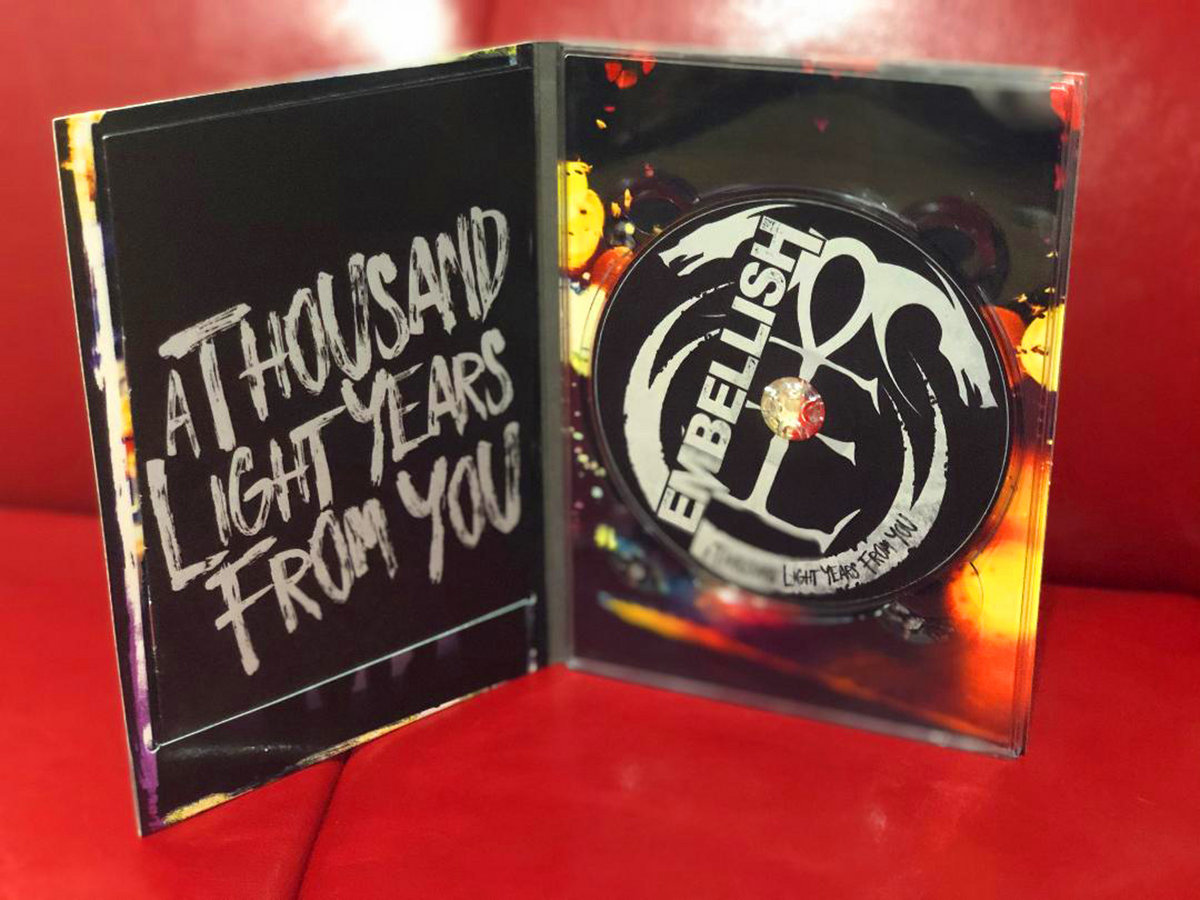 A THOUSAND
LIGHT YEARS
FROM YOU
EMBELLISH
LIGHT YEARS FROM YOU